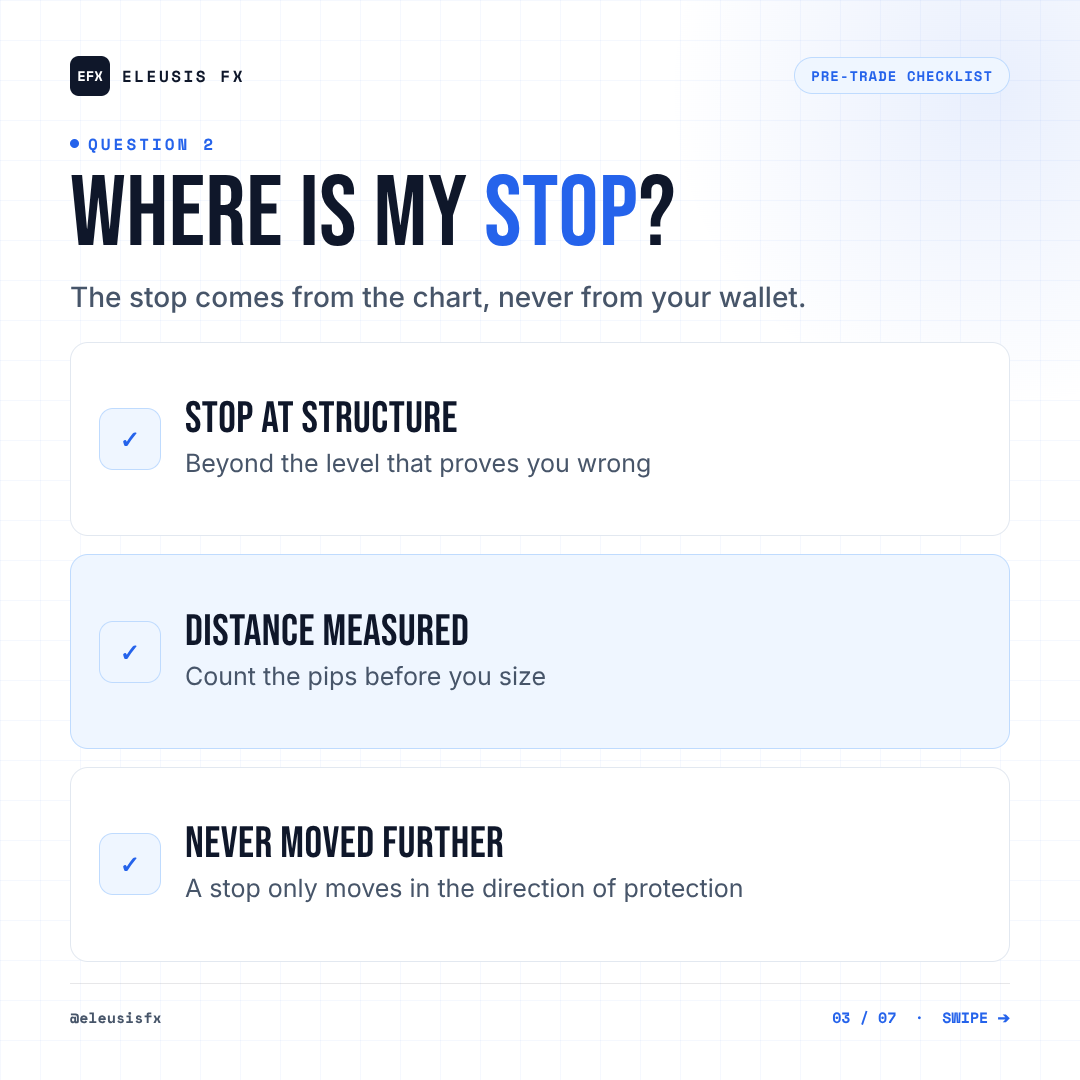 EFX ELEUSIS FX
PRE-TRADE CHECKLIST
QUESTION 2
WHERE IS MY STOP?
The stop comes from the chart, never from your wallet.
✓
STOP AT STRUCTURE
Beyond the level that proves you wrong
✓
DISTANCE MEASURED
Count the pips before you size
✓
NEVER MOVED FURTHER
A stop only moves in the direction of protection
@eleusisfx
03 / 07 · SWIPE ➔